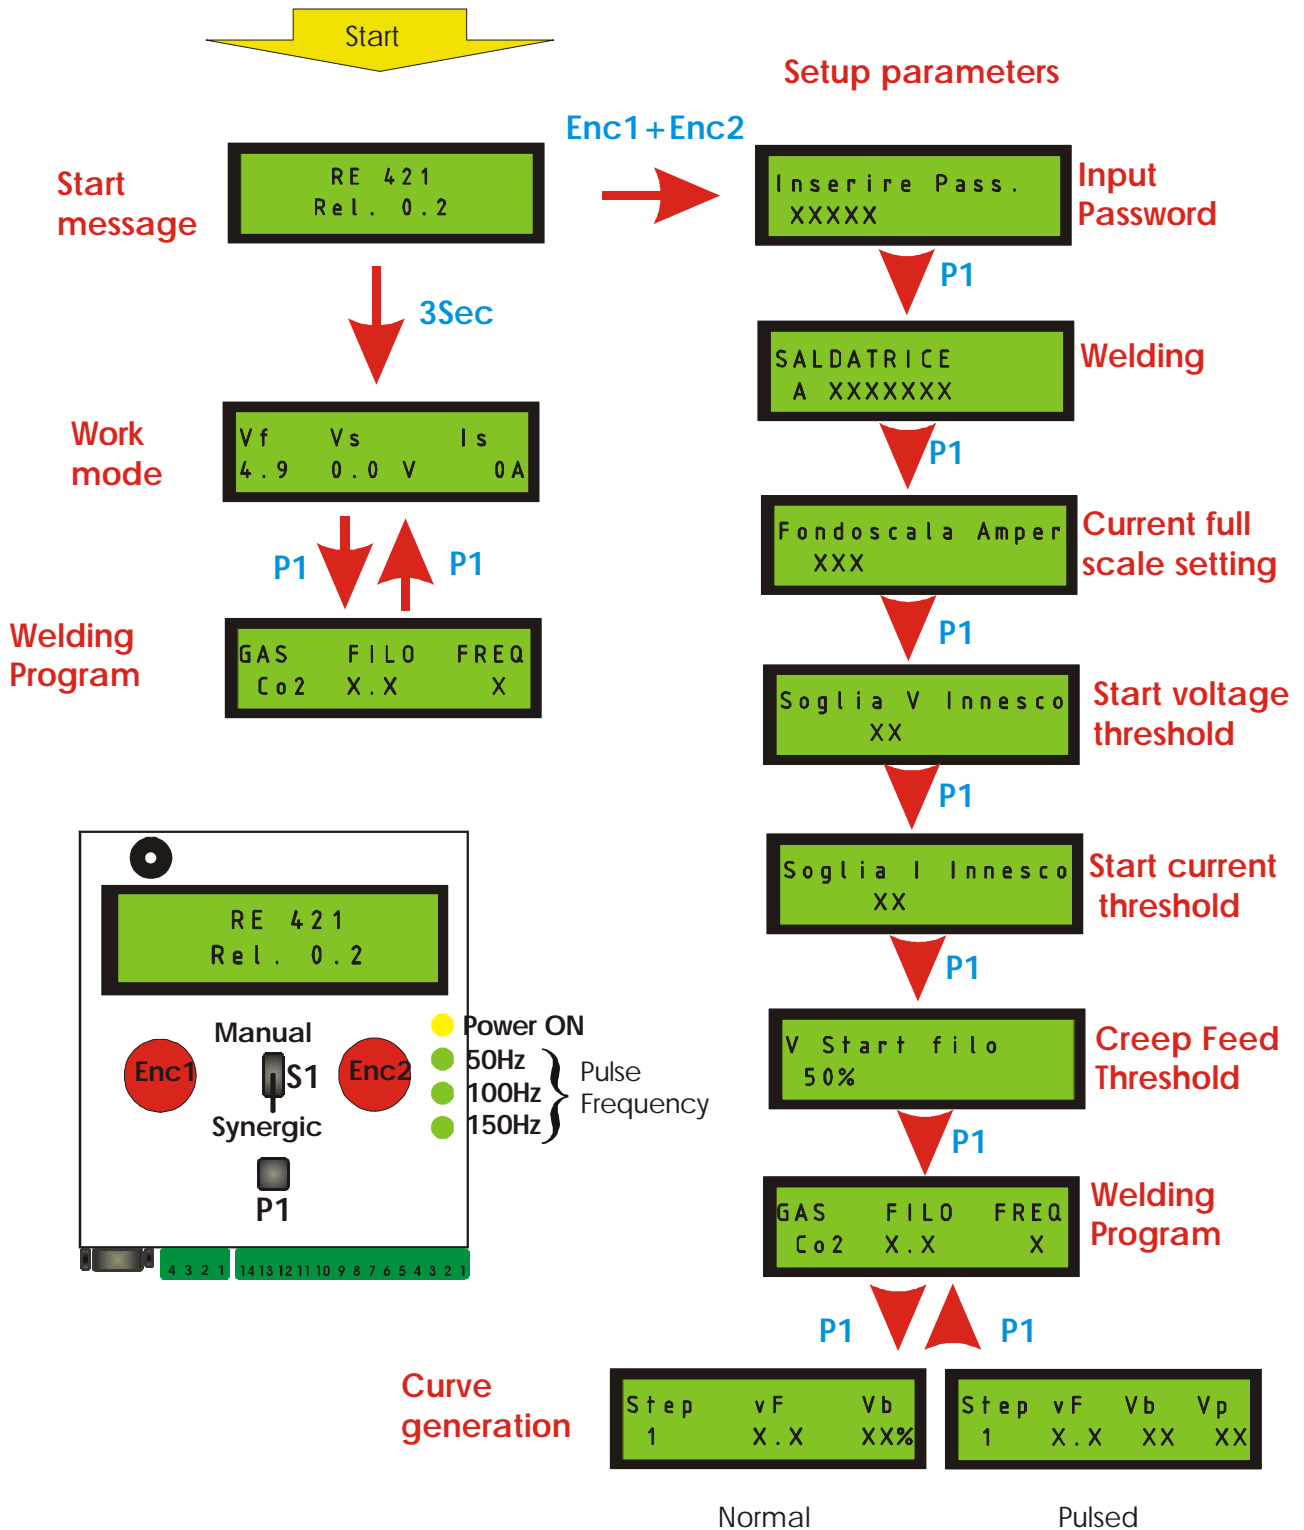 Start
Setup parameters
Enc1+Enc2
Start
message
RE 421
Rel. 0.2
Inserire Pass.
XXXXX
Input
Password
P1
3Sec
SALDATRICE
A XXXXXXX
Welding
P1
Work
mode
Vf Vs Is
4.9 0.0 V 0A
Fondoscala Amper
XXX
Current full
scale setting
P1 P1
P1
Welding
Program
GAS FILO FREQ
Co2 X.X X
Soglia V Innesco
XX
Start voltage
threshold
P1
Soglia I Innesco
XX
Start current
threshold
P1
RE 421
Rel. 0.2
Manual
Enc1
S1
Enc2
Synergic
P1
Power ON
50Hz
100Hz
150Hz
Pulse
Frequency
4 3 2 1
14 13 12 11 10 9 8 7 6 5 4 3 2 1
V Start filo
50%
Creep Feed
Threshold
P1
GAS FILO FREQ
Co2 X.X X
Welding
Program
P1 P1
Curve
generation
Step vF Vb
1 X.X XX%
Step vF Vb Vp
1 X.X XX XX
Normal
Pulsed